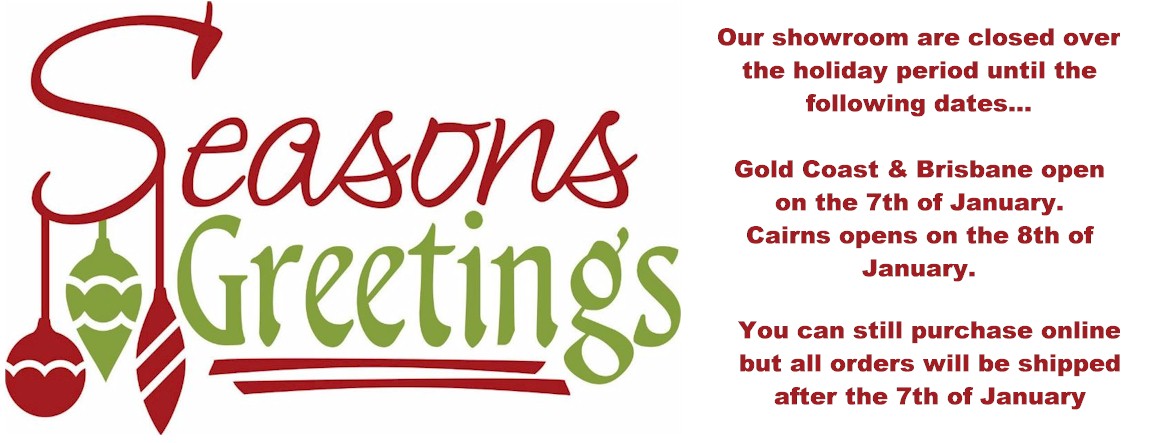 Seasons
Greetings
Our showroom are closed over
the holiday period until the
following dates...
Gold Coast & Brisbane open
on the 7th of January.
Cairns opens on the 8th of
January.
You can still purchase online
but all orders will be shipped
after the 7th of January